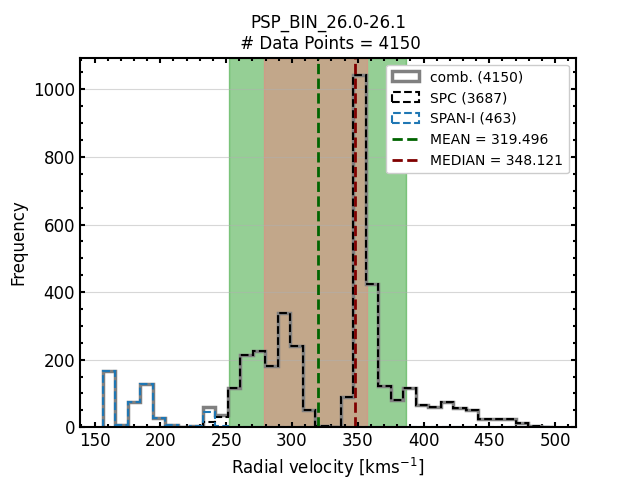 PSP_BIN_26.0-26.1
# Data Points = 4150
comb. (4150)
SPC (3687)
SPAN-I (463)
MEAN = 319.496
MEDIAN = 348.121
Frequency
1000
800
600
400
200
0
150 200 250 300 350 400 450 500
Radial velocity [kms⁻¹]